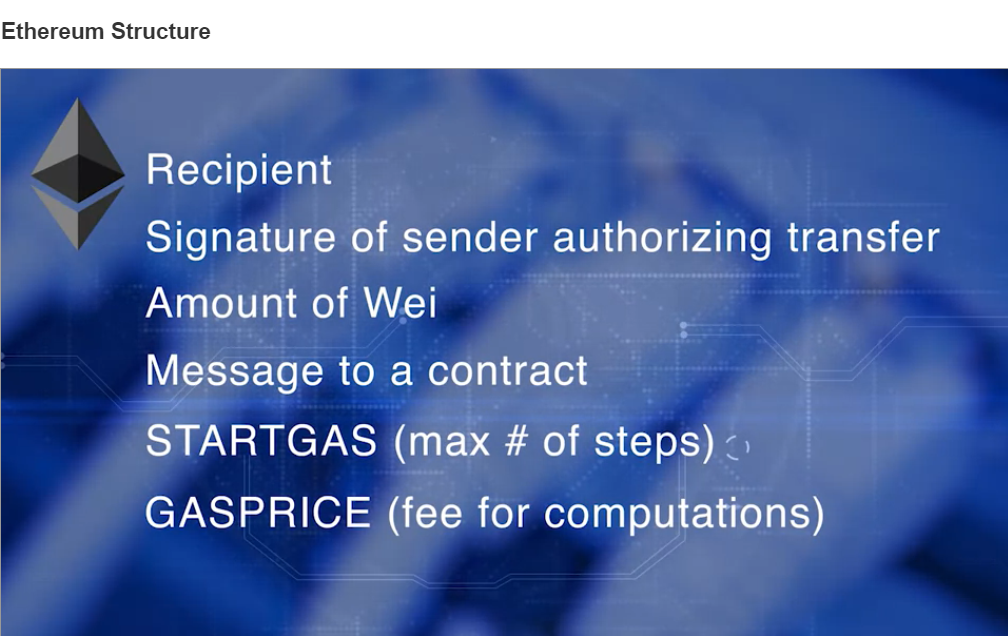 Ethereum Structure
Recipient
Signature of sender authorizing transfer
Amount of Wei
Message to a contract
STARTGAS (max # of steps)
GASPRICE (fee for computations)